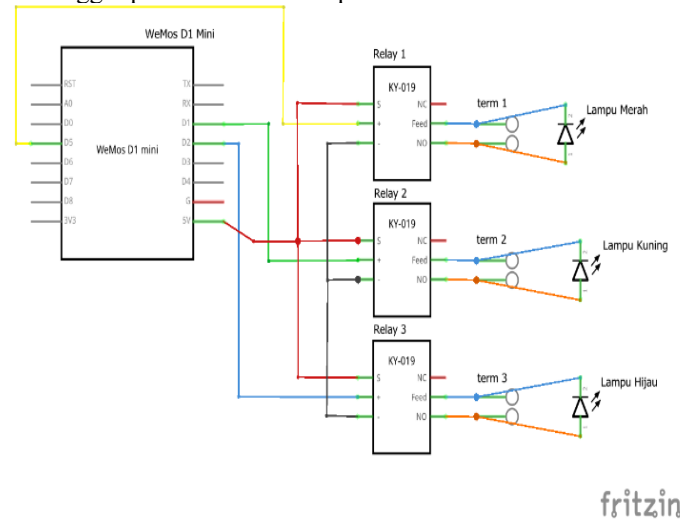 WeMos D1 Mini
WeMos D1 mini
RST
A0
D0
D5
D6
D7
D8
3V3
TX
RX
D1
D2
D3
D4
G
5V
Relay 1
KY-019
S
+
-
NC
Feed
NO
term 1
Lampu Merah
Relay 2
KY-019
S
+
-
NC
Feed
NO
term 2
Lampu Kuning
Relay 3
KY-019
S
+
-
NC
Feed
NO
term 3
Lampu Hijau
fritzin